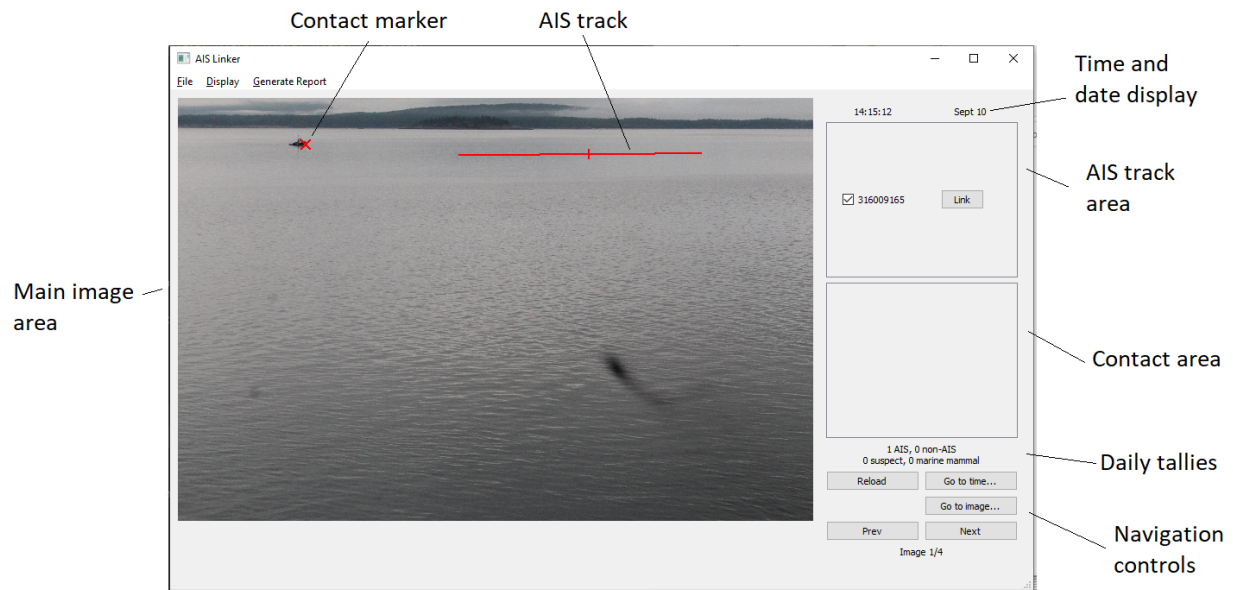 Contact marker
AIS track
AIS Linker
File Display Generate Report
Time and
date display
14:15:12 Sept 10
AIS track
area
316009165 Link
Main image
area
Contact area
1 AIS, 0 non-AIS
0 suspect, 0 marine mammal
Daily tallies
Reload Go to time...
Go to image...
Prev Next
Navigation
controls
Image 1/4